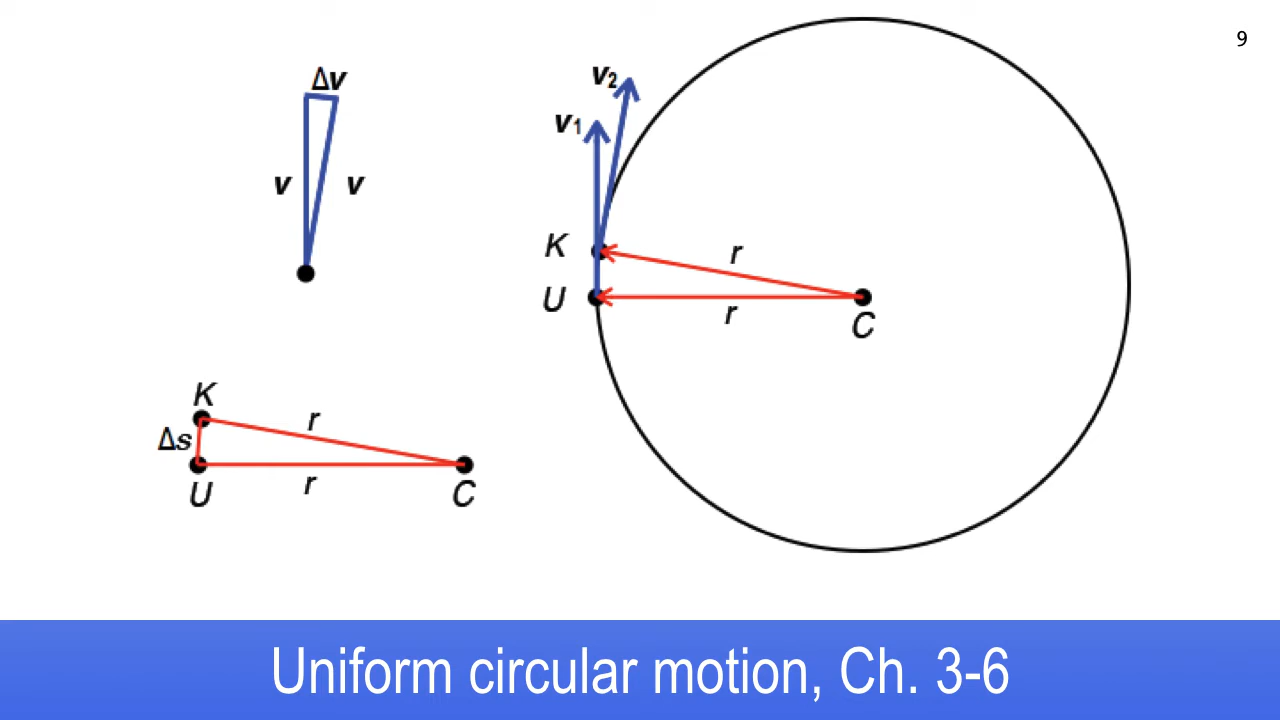 9
Δv
v
v
v2
v1
K
U
r
r
C
K
Δs
r
U
r
C
Uniform circular motion, Ch. 3-6